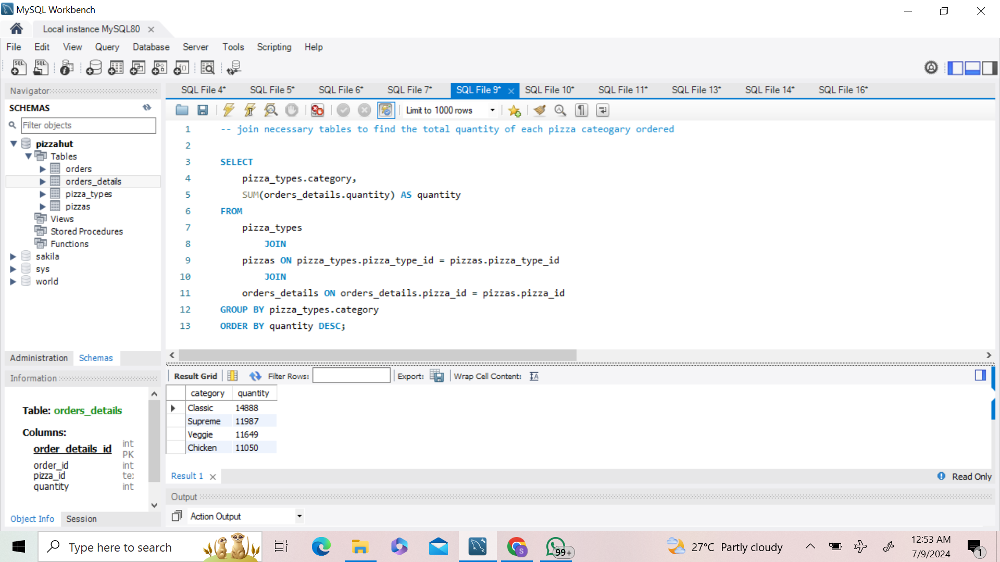 MySQL Workbench
Local instance MySQL80
File Edit View Query Database Server Tools Scripting Help
Navigator
SCHEMAS
Filter objects
pizzahut
Tables
orders
orders_details
pizza_types
pizzas
Views
Stored Procedures
Functions
sakila
sys
world
Administration Schemas
Information
Table: orders_details
Columns:
order_details_id int PK
order_id int
pizza_id te
quantity int
Object Info Session
SQL File 4* SQL File 5* SQL File 6* SQL File 7* SQL File 9* SQL File 10* SQL File 11* SQL File 13* SQL File 14* SQL File 16*
Limit to 1000 rows
1 -- join necessary tables to find the total quantity of each pizza cateogary ordered
2
3 SELECT
4 pizza_types.category,
5 SUM(orders_details.quantity) AS quantity
6 FROM
7 pizza_types
8 JOIN
9 pizzas ON pizza_types.pizza_type_id = pizzas.pizza_type_id
10 JOIN
11 orders_details ON orders_details.pizza_id = pizzas.pizza_id
12 GROUP BY pizza_types.category
13 ORDER BY quantity DESC;
Result Grid Filter Rows: Export: Wrap Cell Content:
category quantity
Classic 14888
Supreme 11987
Veggie 11649
Chicken 11050
Result 1
Read Only
Output
Action Output
Type here to search
S
99+
27°C Partly cloudy
12:53 AM
7/9/2024
1